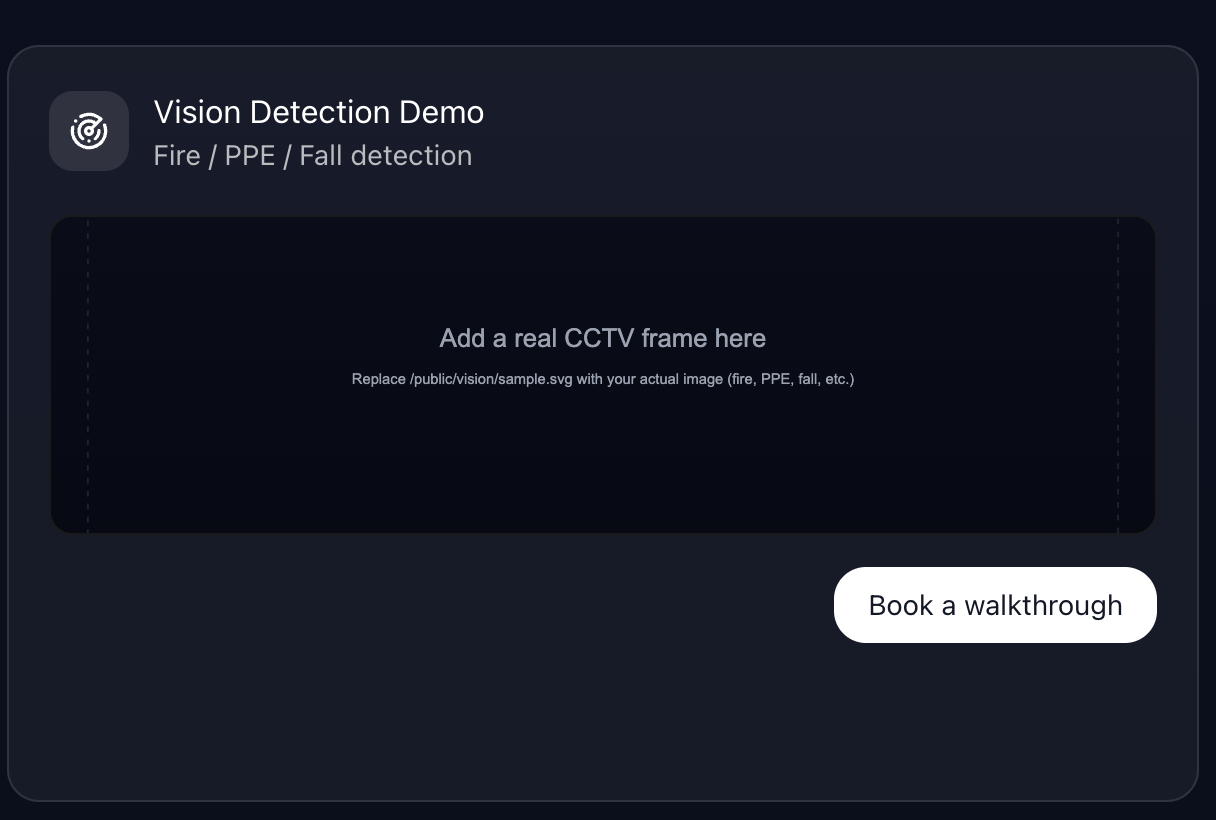 Vision Detection Demo
Fire / PPE / Fall detection
Add a real CCTV frame here
Replace /public/vision/sample.svg with your actual image (fire, PPE, fall, etc.)
Book a walkthrough